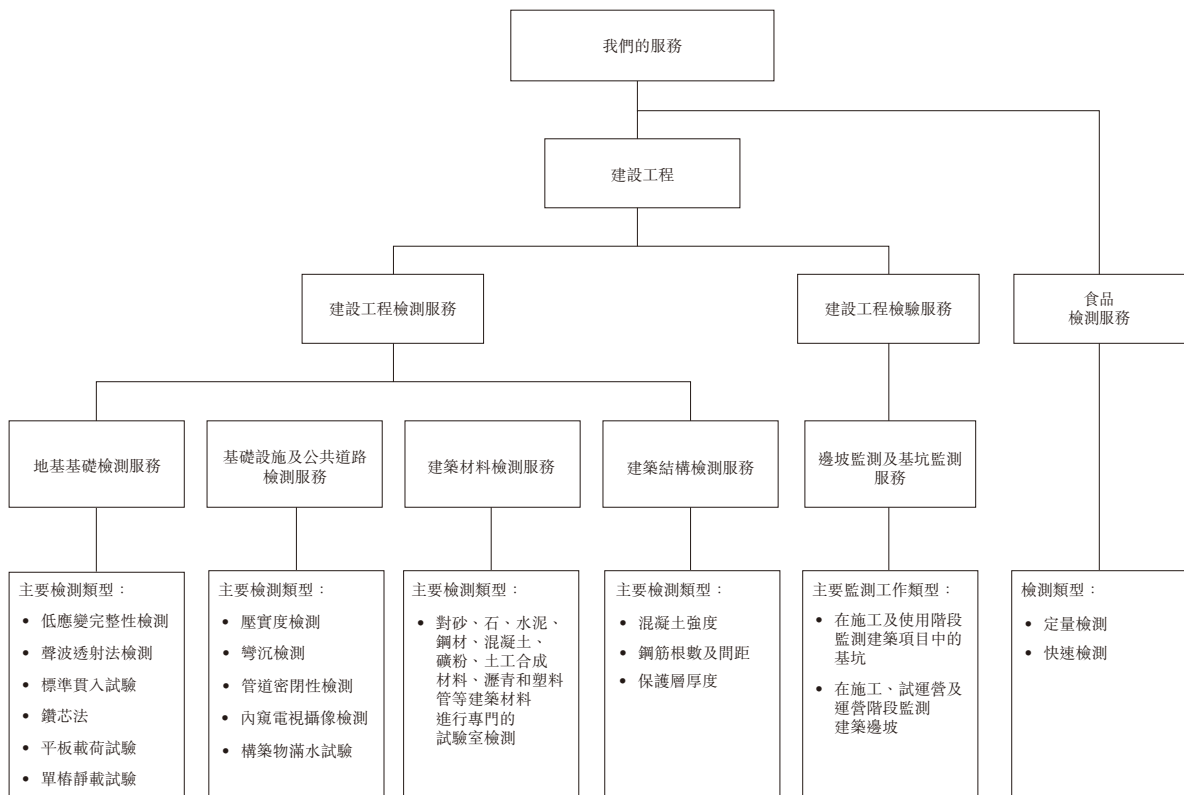 我們的服務
建設工程
建設工程檢測服務
建設工程檢驗服務
食品
檢測服務
地基基礎檢測服務
基礎設施及公共道路
檢測服務
建築材料檢測服務
建築結構檢測服務
邊坡監測及基坑監測
服務
主要檢測類型：
• 低應變完整性檢測
• 聲波透射法檢測
• 標準貫入試驗
• 鑽芯法
• 平板載荷試驗
• 單樁靜載試驗
主要檢測類型：
• 壓實度檢測
• 彎沉檢測
• 管道密閉性檢測
• 內窺電視攝像檢測
• 構築物滿水試驗
主要檢測類型：
• 對砂、石、水泥、
鋼材、混凝土、
礦粉、土工合成
材料、瀝青和塑料
管等建築材料
進行專門的
試驗室檢測
主要檢測類型：
• 混凝土強度
• 鋼筋根數及間距
• 保護層厚度
主要監測工作類型：
• 在施工及使用階段
監測建築項目中的
基坑
• 在施工、試運營及
運營階段監測
建築邊坡
檢測類型：
• 定量檢測
• 快速檢測